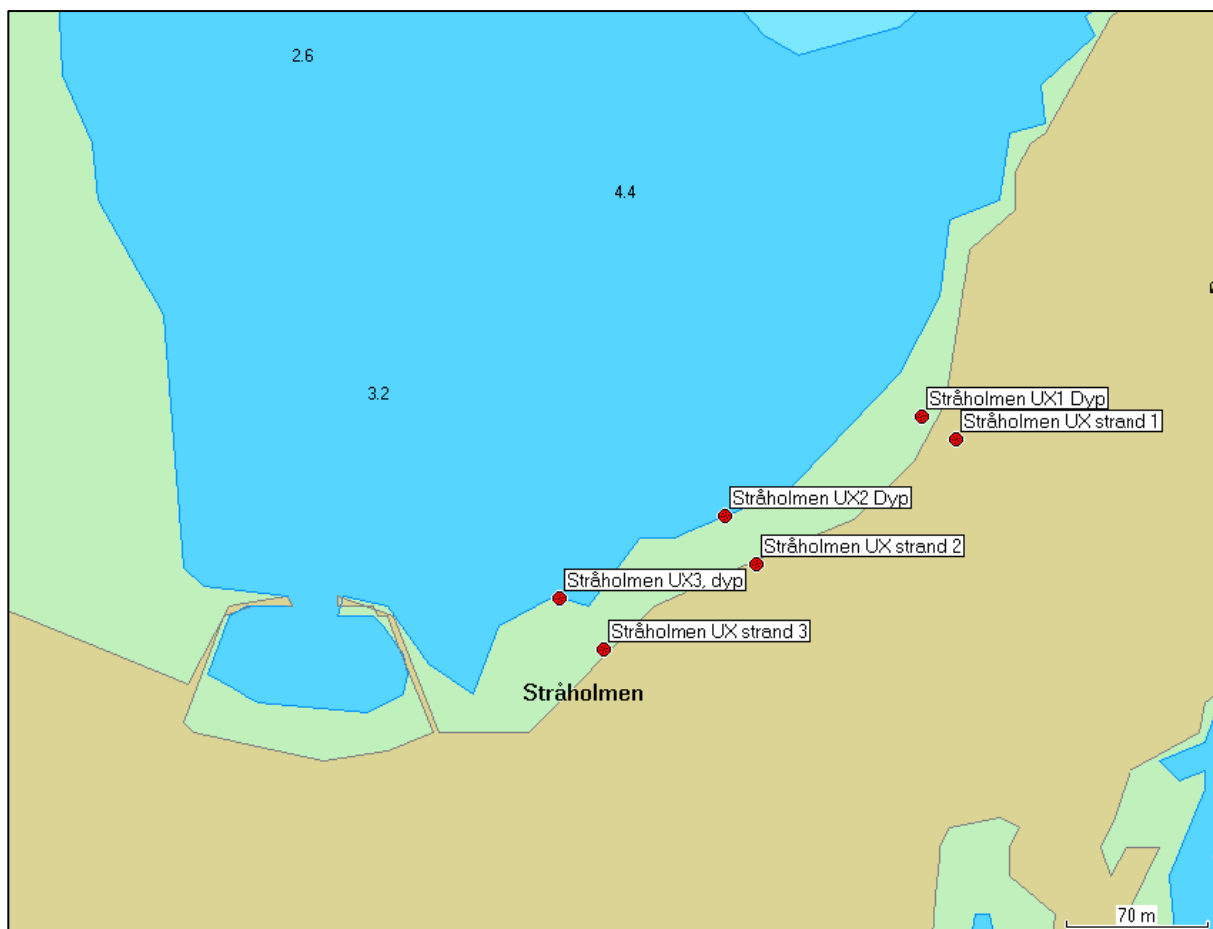 2.6
4.4
3.2
Stråholmen UX1 Dyp
Stråholmen UX strand 1
Stråholmen UX2 Dyp
Stråholmen UX strand 2
Stråholmen UX3, dyp
Stråholmen UX strand 3
Stråholmen
70 m